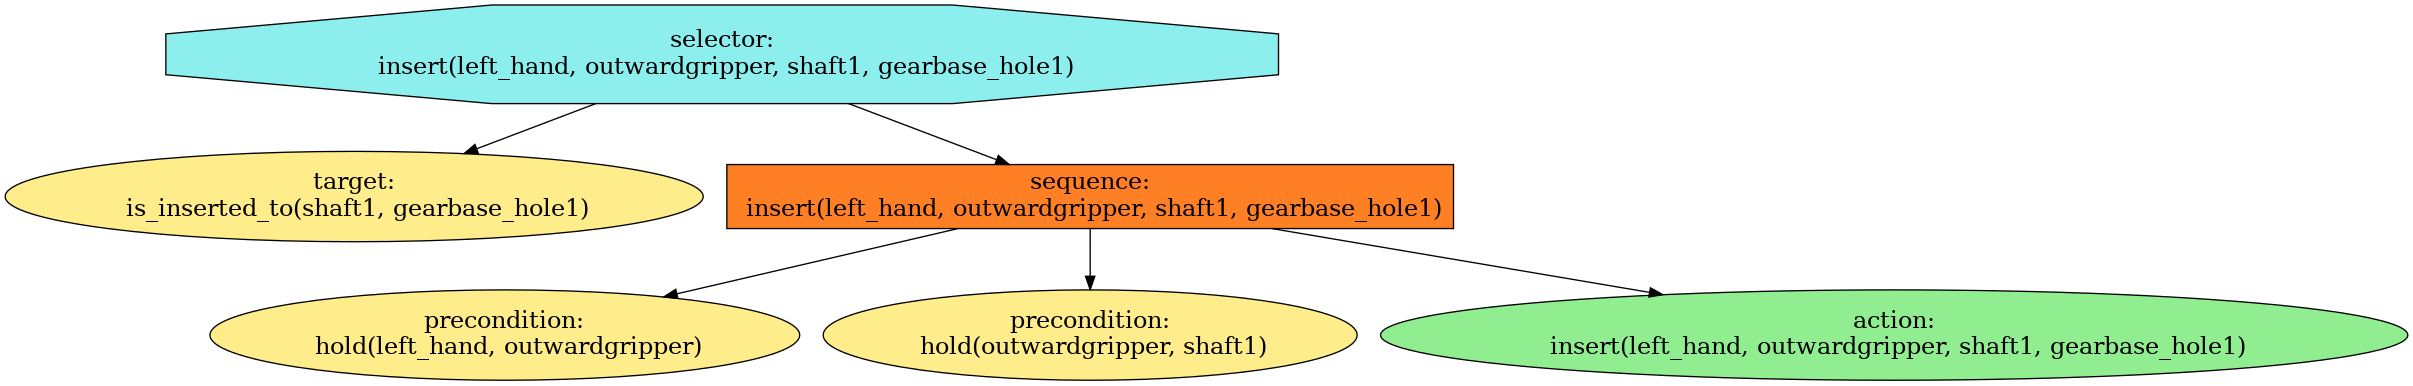 selector:
insert(left_hand, outwardgripper, shaft1, gearbase_hole1)
target:
is_inserted_to(shaft1, gearbase_hole1)
sequence:
insert(left_hand, outwardgripper, shaft1, gearbase_hole1)
precondition:
hold(left_hand, outwardgripper)
precondition:
hold(outwardgripper, shaft1)
action:
insert(left_hand, outwardgripper, shaft1, gearbase_hole1)